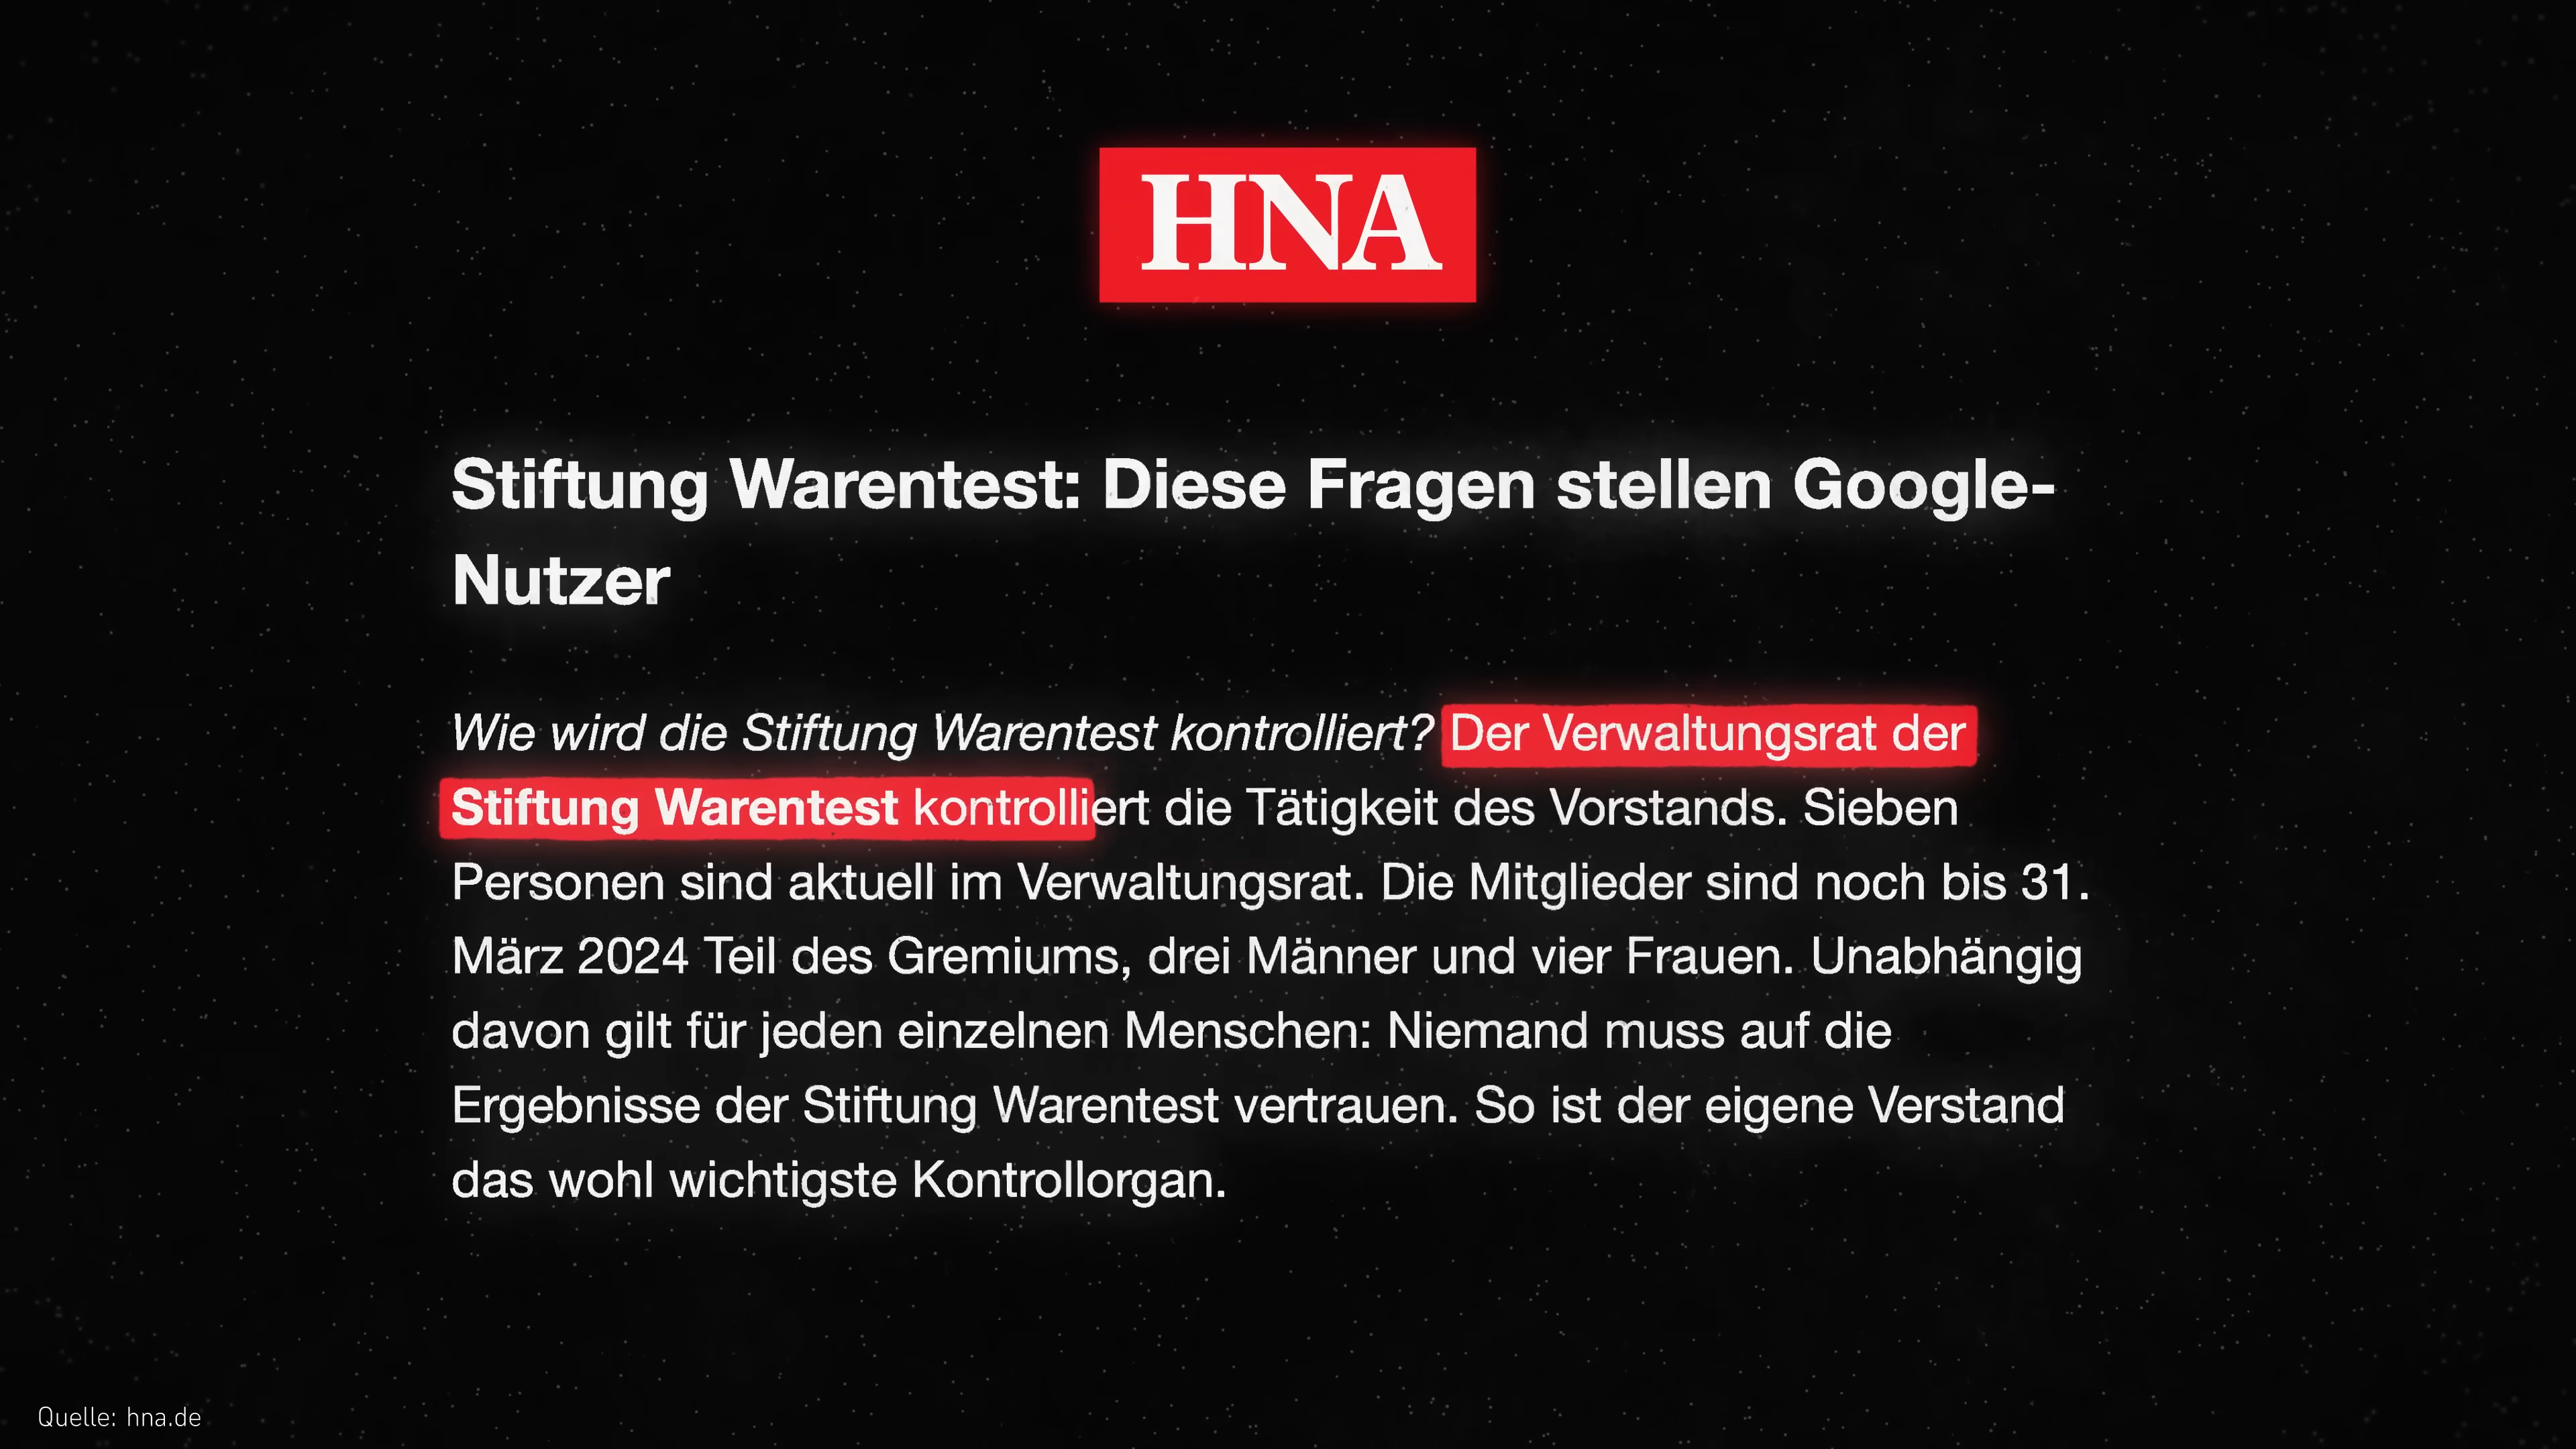 HNA
Stiftung Warentest: Diese Fragen stellen Google-
Nutzer
Wie wird die Stiftung Warentest kontrolliert? Der Verwaltungsrat der
Stiftung Warentest kontrolliert die Tätigkeit des Vorstands. Sieben
Personen sind aktuell im Verwaltungsrat. Die Mitglieder sind noch bis 31.
März 2024 Teil des Gremiums, drei Männer und vier Frauen. Unabhängig
davon gilt für jeden einzelnen Menschen: Niemand muss auf die
Ergebnisse der Stiftung Warentest vertrauen. So ist der eigene Verstand
das wohl wichtigste Kontrollorgan.
Quelle: hna.de